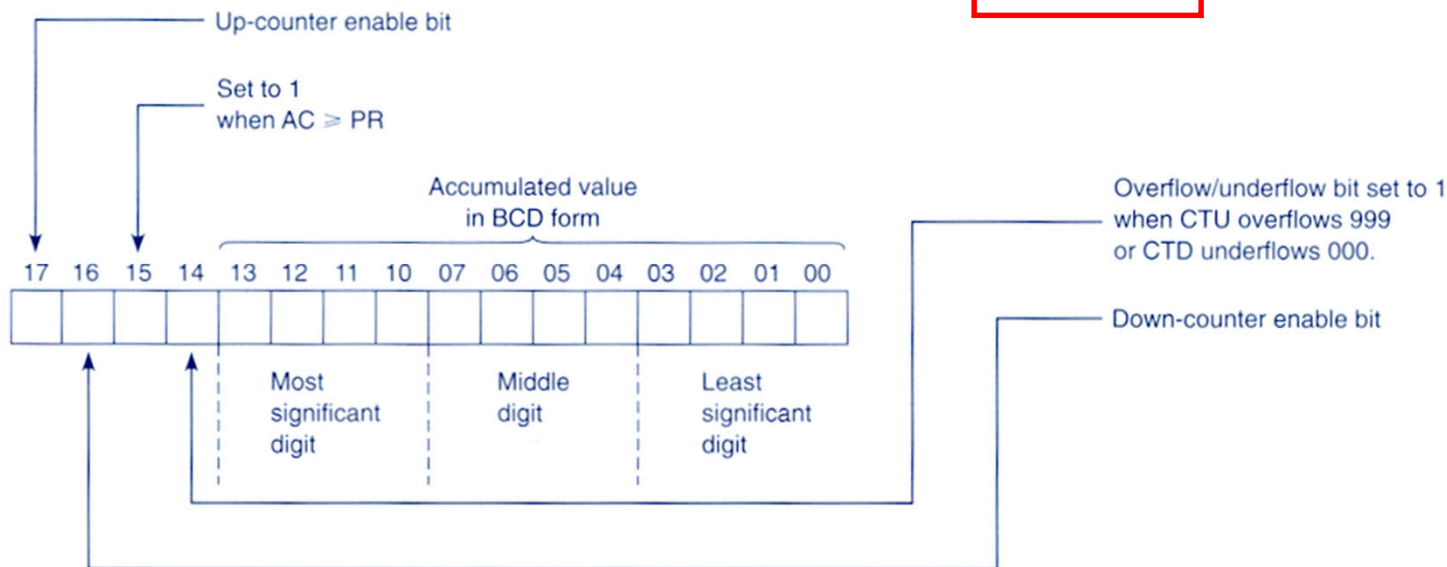 Up-counter enable bit
Set to 1
when AC ≥ PR
Accumulated value
in BCD form
Overflow/underflow bit set to 1
when CTU overflows 999
or CTD underflows 000.
17 16 15 14 13 12 11 10 07 06 05 04 03 02 01 00
Down-counter enable bit
Most
significant
digit
Middle
digit
Least
significant
digit